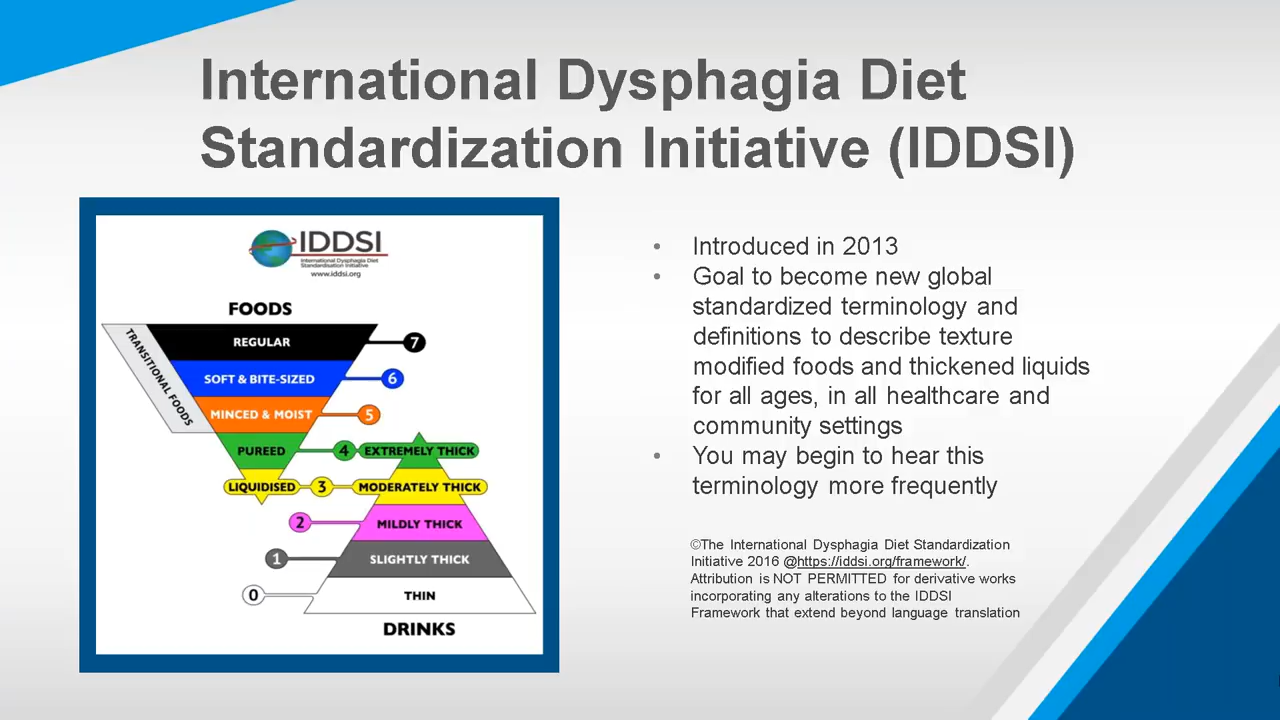 International Dysphagia Diet
Standardization Initiative (IDDSI)
IDDSI
International Dysphagia Diet
Standardisation Initiative
www.iddsi.org
FOODS
TRANSITIONAL FOODS
REGULAR 7
SOFT & BITE-SIZED 6
MINCED & MOIST 5
PUREED 4 EXTREMELY THICK
LIQUIDISED 3 MODERATELY THICK
2 MILDLY THICK
1 SLIGHTLY THICK
0 THIN
DRINKS
• Introduced in 2013
• Goal to become new global
standardized terminology and
definitions to describe texture
modified foods and thickened liquids
for all ages, in all healthcare and
community settings
• You may begin to hear this
terminology more frequently
©The International Dysphagia Diet Standardization
Initiative 2016 @https://iddsi.org/framework/.
Attribution is NOT PERMITTED for derivative works
incorporating any alterations to the IDDSI
Framework that extend beyond language translation